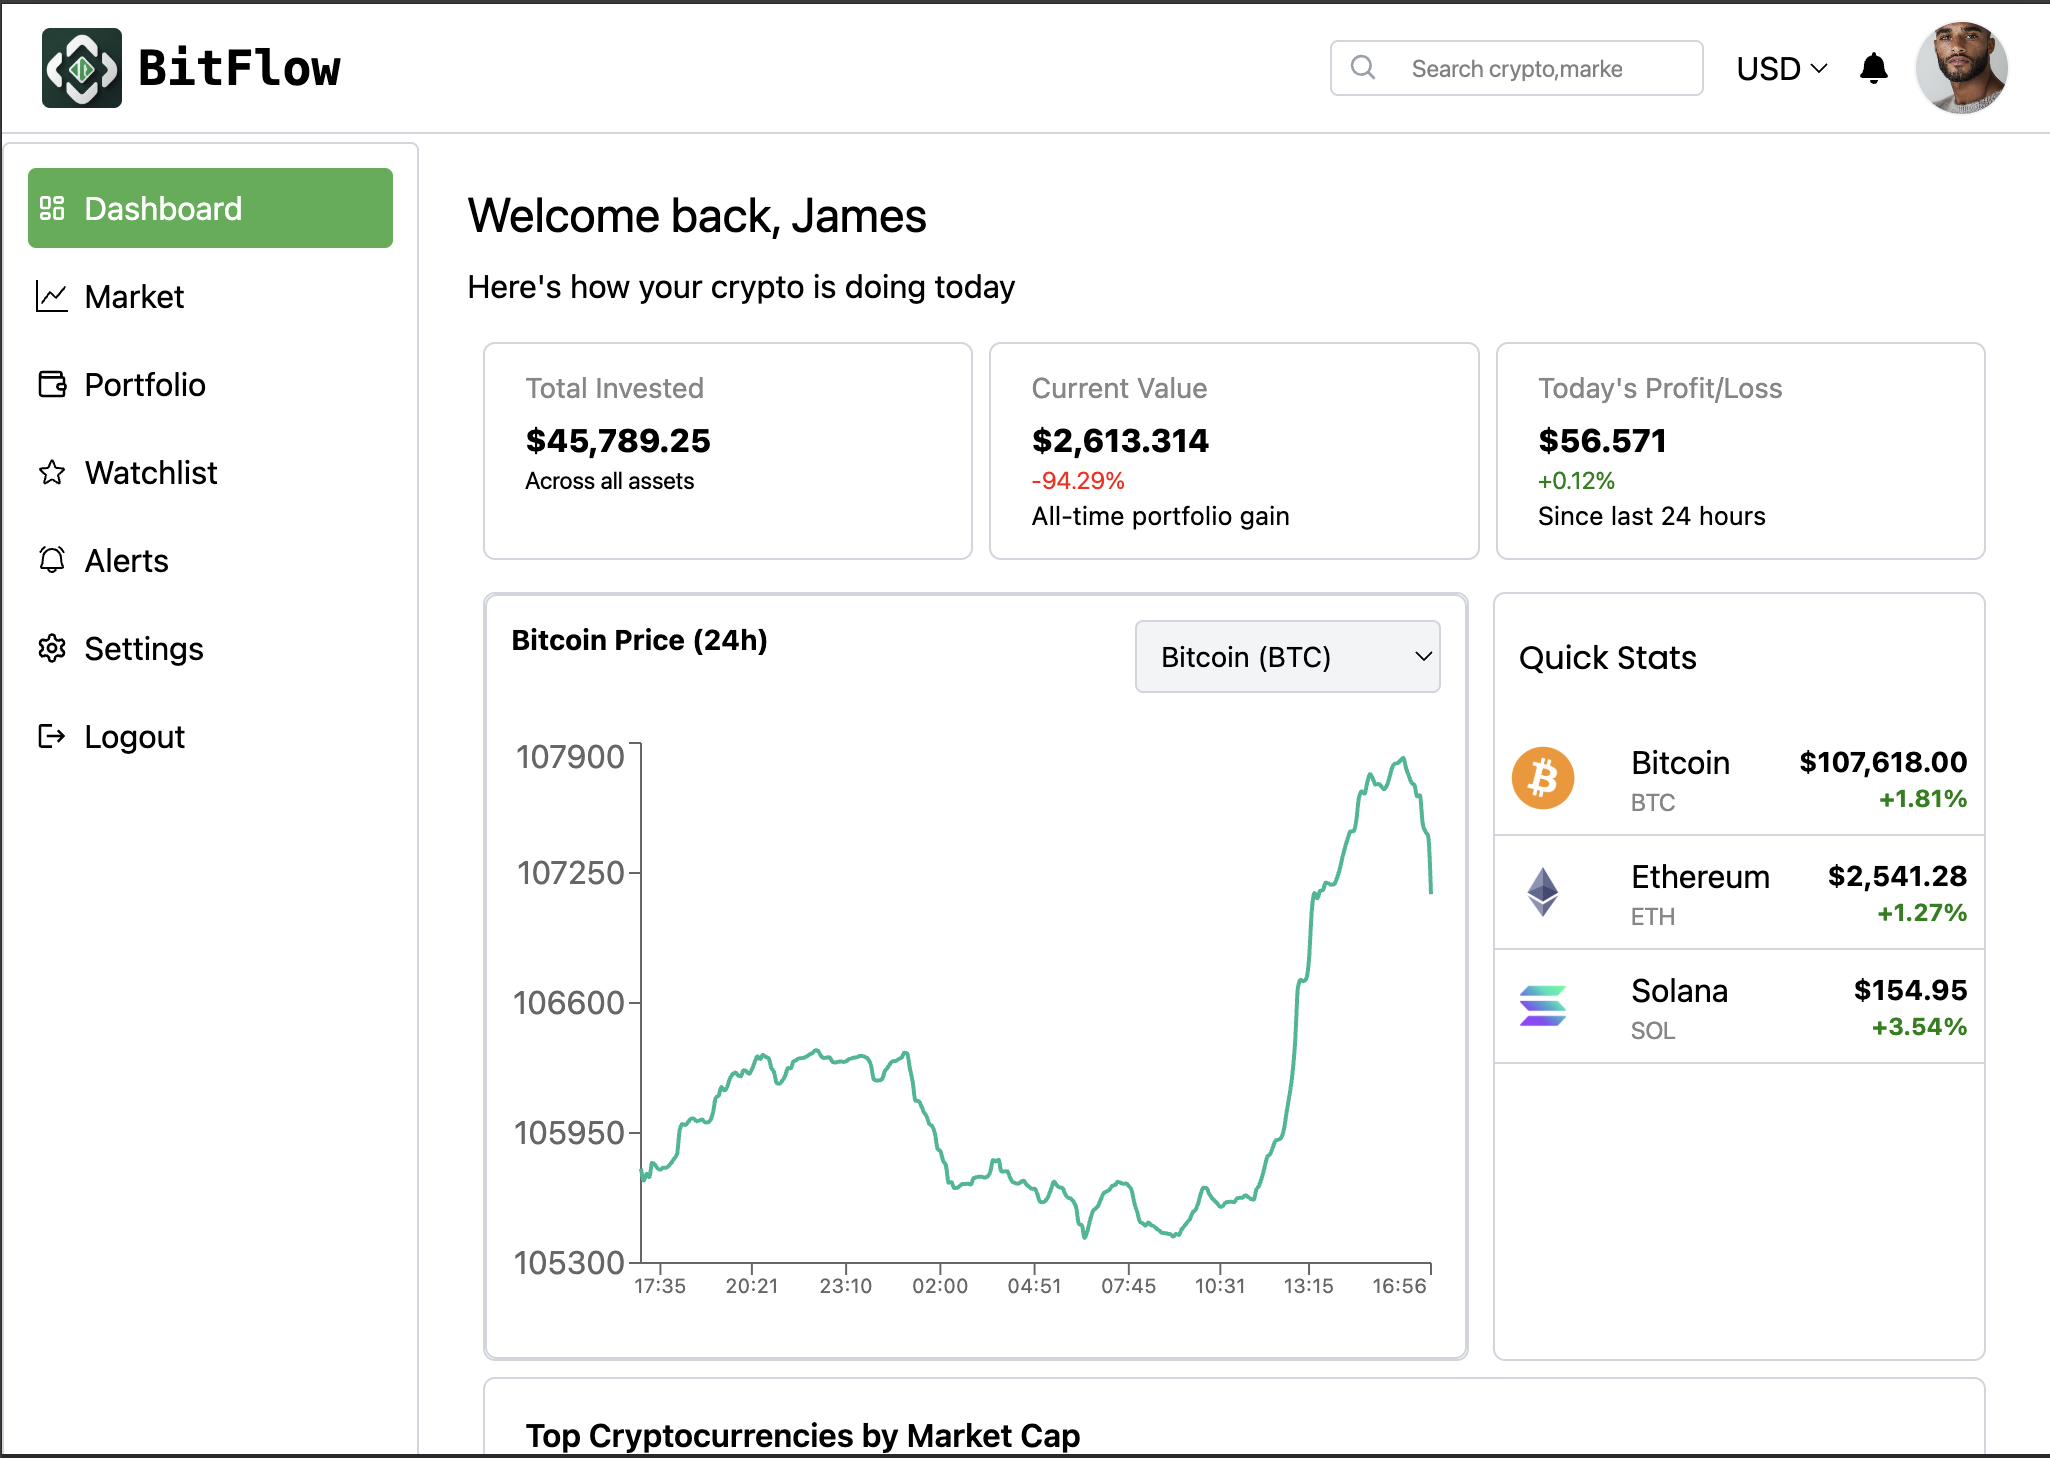 BitFlow
Search crypto,marke
USD
Dashboard
Market
Portfolio
Watchlist
Alerts
Settings
Logout
Welcome back, James
Here's how your crypto is doing today
Total Invested
$45,789.25
Across all assets
Current Value
$2,613.314
-94.29%
All-time portfolio gain
Today's Profit/Loss
$56.571
+0.12%
Since last 24 hours
Bitcoin Price (24h)
Bitcoin (BTC)
107900
107250
106600
105950
105300
17:35 20:21 23:10 02:00 04:51 07:45 10:31 13:15 16:56
Quick Stats
Bitcoin $107,618.00
BTC +1.81%
Ethereum $2,541.28
ETH +1.27%
Solana $154.95
SOL +3.54%
Top Cryptocurrencies by Market Cap